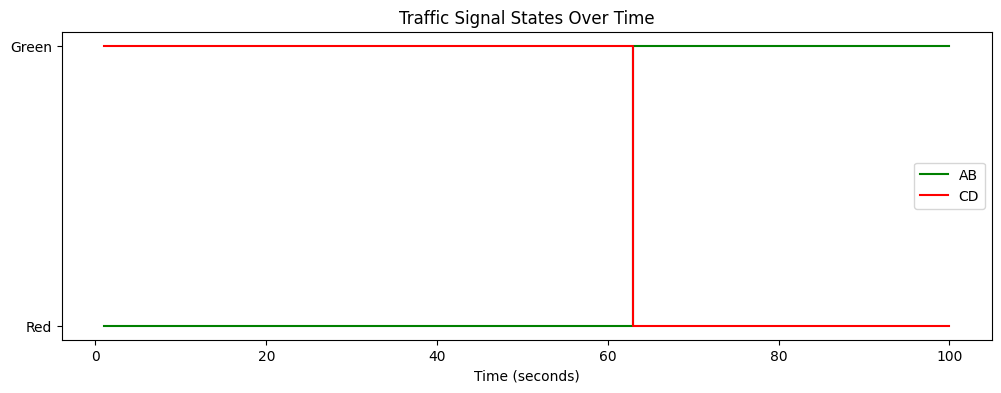 Traffic Signal States Over Time
Green
Red
AB
CD
0 20 40 60 80 100
Time (seconds)